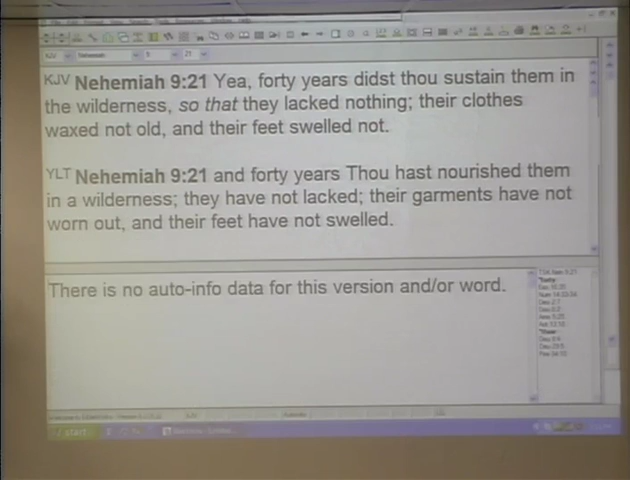 KJV Nehemiah 9:21 Yea, forty years didst thou sustain them in
the wilderness, so that they lacked nothing; their clothes
waxed not old, and their feet swelled not.
YLT Nehemiah 9:21 and forty years Thou hast nourished them
in a wilderness; they have not lacked; their garments have not
worn out, and their feet have not swelled.
There is no auto-info data for this version and/or word.
start